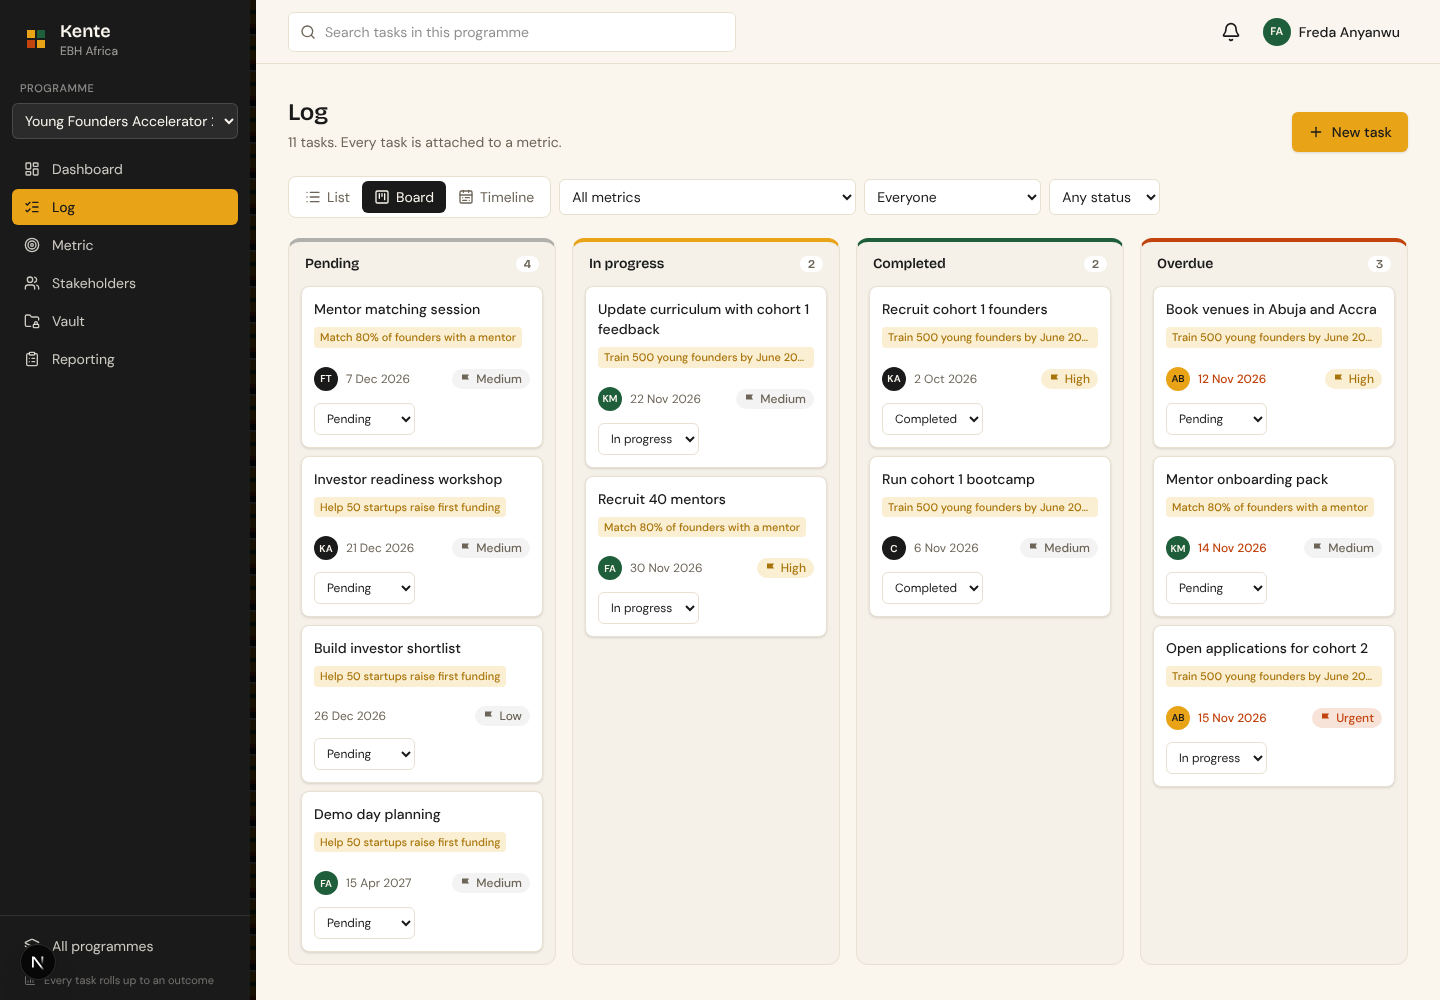 Kente
EBH Africa
PROGRAMME
Young Founders Accelerator
Dashboard
Log
Metric
Stakeholders
Vault
Reporting
All programmes
N
Every task rolls up to an outcome
Search tasks in this programme
FA
Freda Anyanwu
Log
11 tasks. Every task is attached to a metric.
New task
List
Board
Timeline
All metrics
Everyone
Any status
Pending
4
Mentor matching session
Match 80% of founders with a mentor
FT
7 Dec 2026
Medium
Pending
Investor readiness workshop
Help 50 startups raise first funding
KA
21 Dec 2026
Medium
Pending
Build investor shortlist
Help 50 startups raise first funding
26 Dec 2026
Low
Pending
Demo day planning
Help 50 startups raise first funding
FA
15 Apr 2027
Medium
Pending
In progress
2
Update curriculum with cohort 1
feedback
Train 500 young founders by June 20...
KM
22 Nov 2026
Medium
In progress
Recruit 40 mentors
Match 80% of founders with a mentor
FA
30 Nov 2026
High
In progress
Completed
2
Recruit cohort 1 founders
Train 500 young founders by June 20...
KA
2 Oct 2026
High
Completed
Run cohort 1 bootcamp
Train 500 young founders by June 20...
C
6 Nov 2026
Medium
Completed
Overdue
3
Book venues in Abuja and Accra
Train 500 young founders by June 20...
AB
12 Nov 2026
High
Pending
Mentor onboarding pack
Match 80% of founders with a mentor
KM
14 Nov 2026
Medium
Pending
Open applications for cohort 2
Train 500 young founders by June 20...
AB
15 Nov 2026
Urgent
In progress